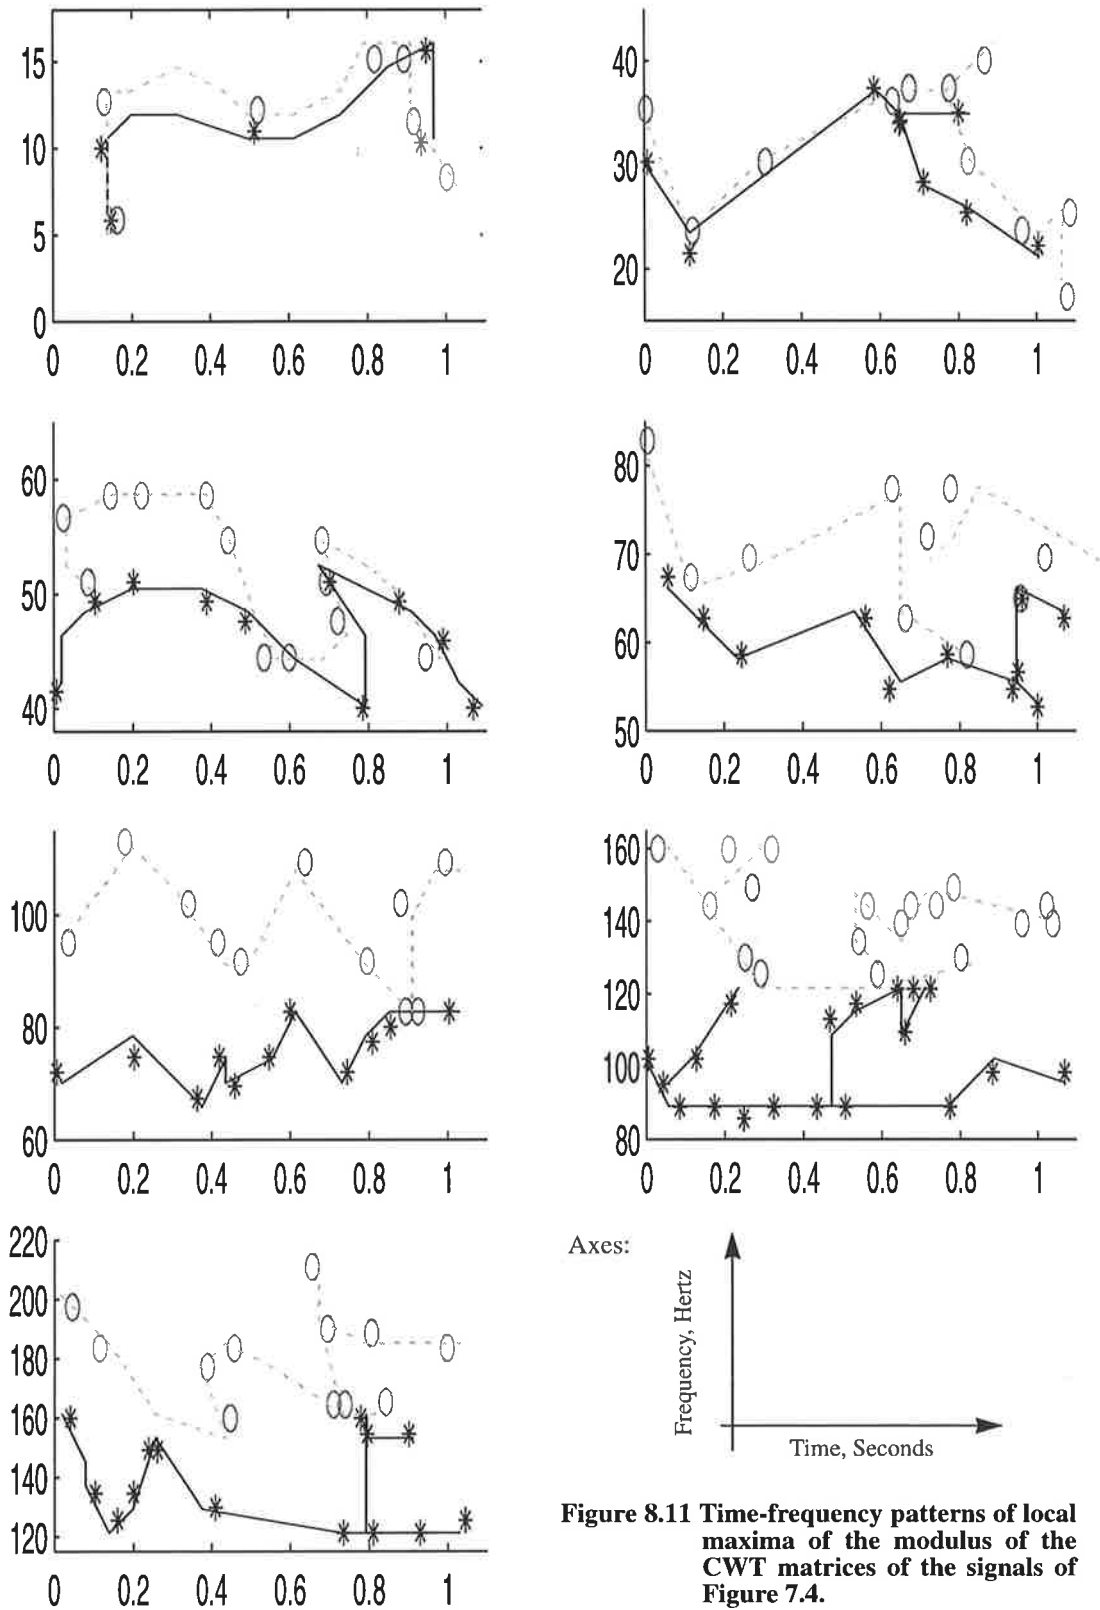 15
10
5
0
0 0.2 0.4 0.6 0.8 1
40
30
20
0 0.2 0.4 0.6 0.8 1
60
50
40
0 0.2 0.4 0.6 0.8 1
80
70
60
50
0 0.2 0.4 0.6 0.8 1
100
80
60
0 0.2 0.4 0.6 0.8 1
160
140
120
100
80
0 0.2 0.4 0.6 0.8 1
220
200
180
160
140
120
0 0.2 0.4 0.6 0.8 1
Axes:
Frequency, Hertz
Time, Seconds
Figure 8.11 Time-frequency patterns of local
maxima of the modulus of the
CWT matrices of the signals of
Figure 7.4.